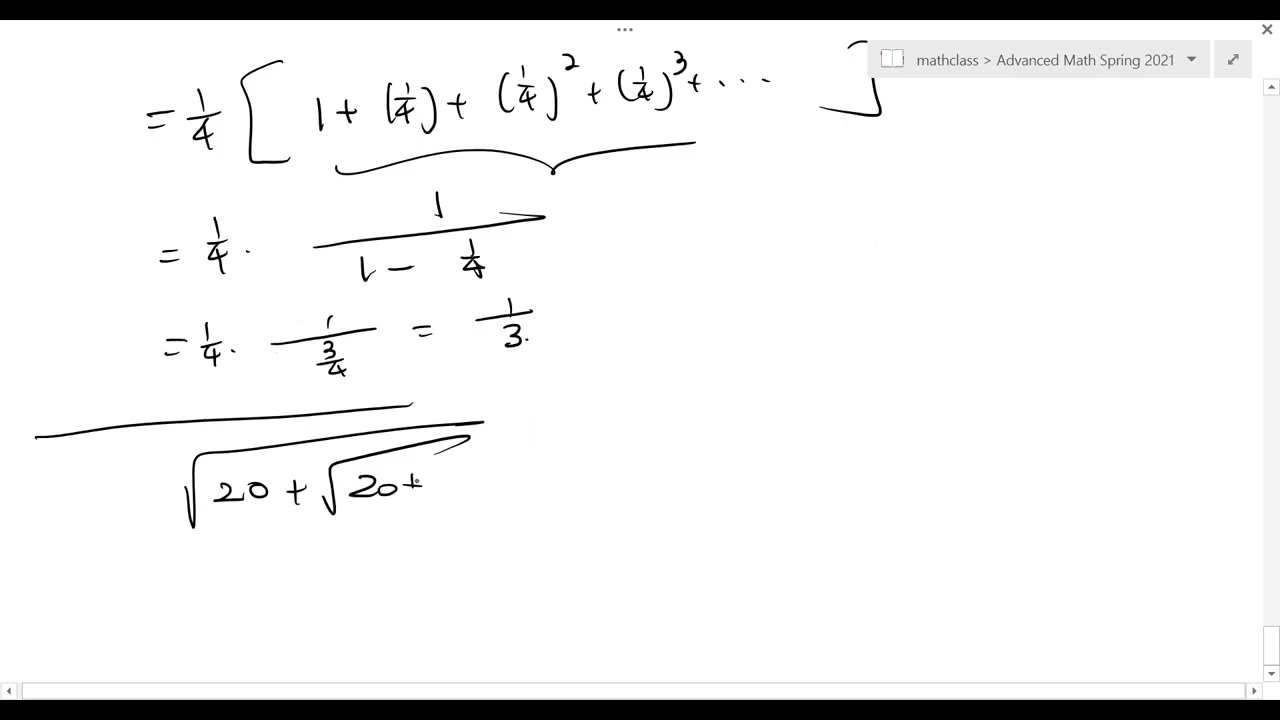 mathclass > Advanced Math Spring 2021
= 1/4 [ 1 + (1/4) + (1/4)^2 + (1/4)^3 + ... ]
= 1/4 · 1/(1 - 1/4)
= 1/4 · 1/(3/4) = 1/3.
√(20 + √(20 +